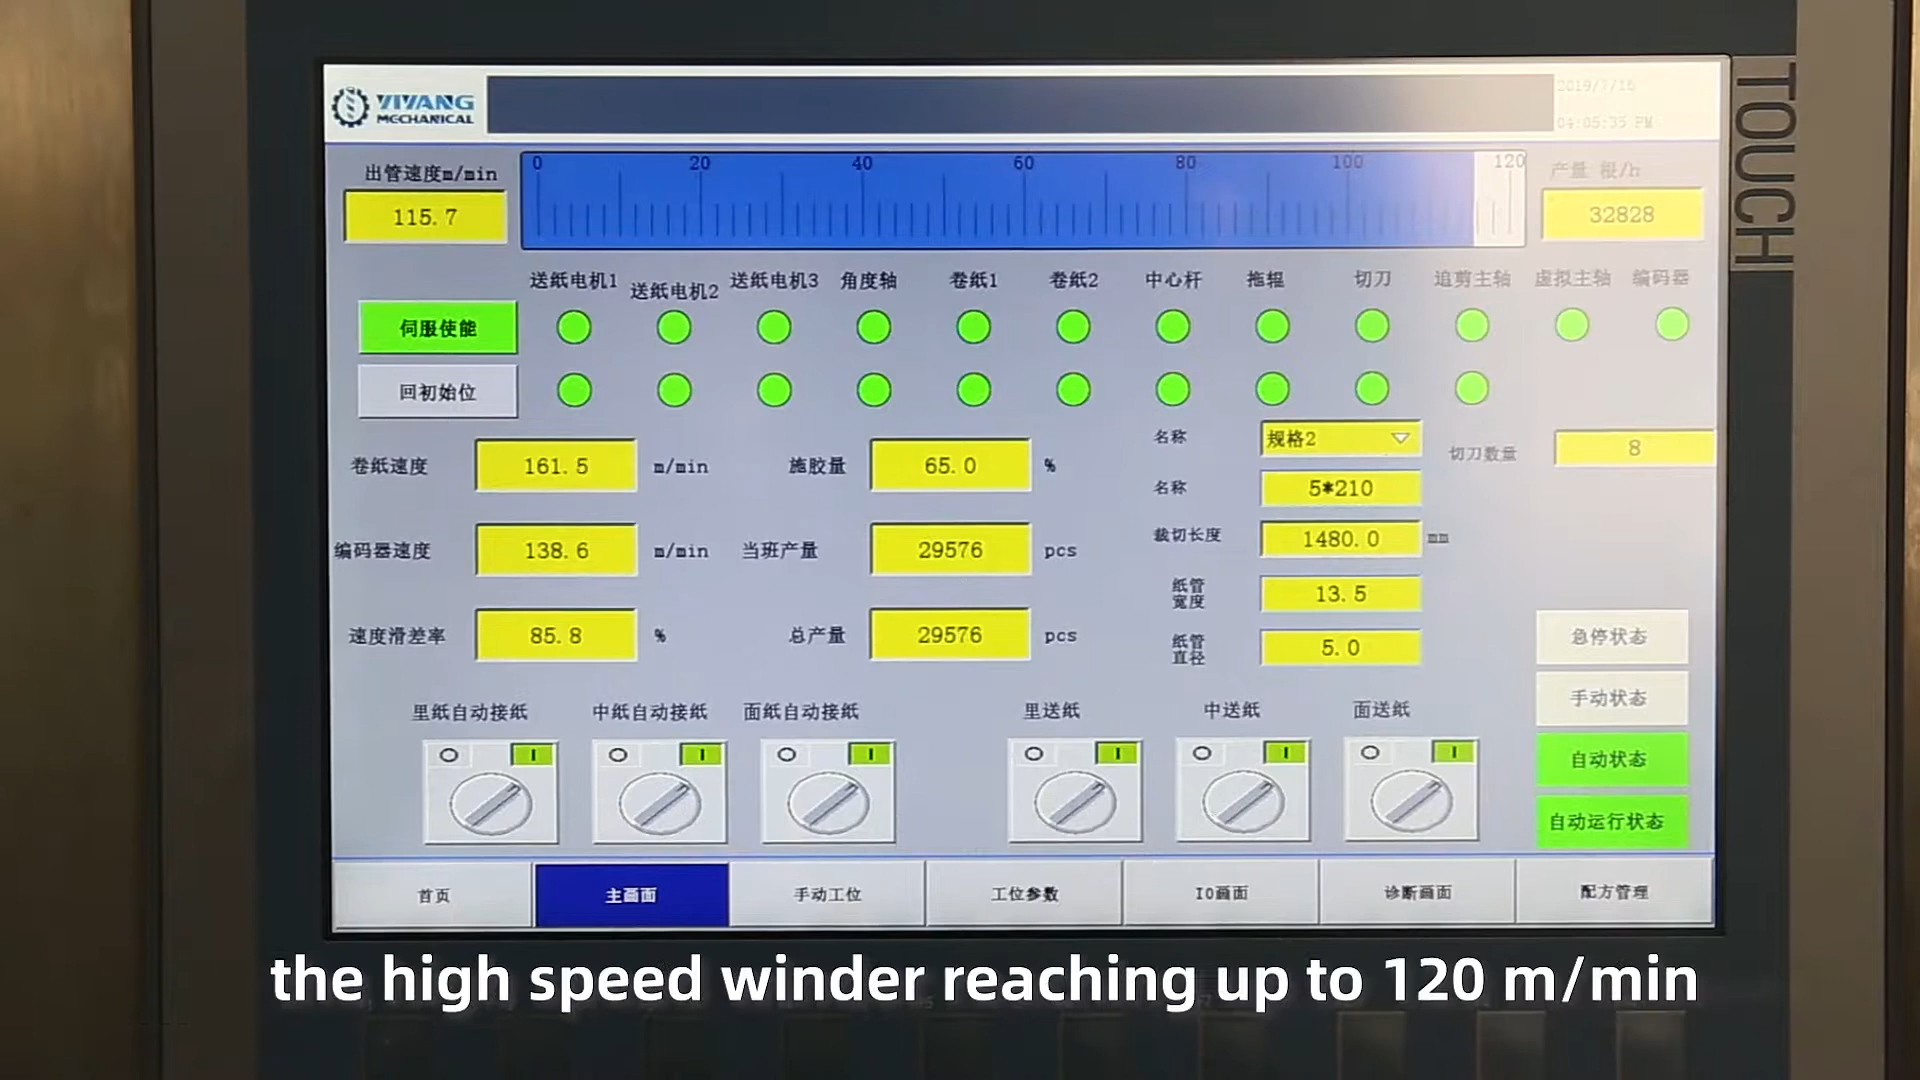 YIYANG
MECHANICAL
2019/7/16
04:05:35 PM
TOUCH
出管速度m/min
115.7
0 20 40 60 80 100 120
产量 根/h
32828
送纸电机1 送纸电机2 送纸电机3 角度轴 卷纸1 卷纸2 中心杆 拖辊 切刀 追剪主轴 虚拟主轴 编码器
伺服使能
回初始位
卷纸速度 161.5 m/min 施胶量 65.0 %
编码器速度 138.6 m/min 当班产量 29576 pcs
速度滑差率 85.8 % 总产量 29576 pcs
名称 规格2
切刀数量 8
名称 5*210
裁切长度 1480.0 mm
纸管
宽度
13.5
纸管
直径
5.0
急停状态
手动状态
自动状态
自动运行状态
里纸自动接纸 中纸自动接纸 面纸自动接纸 里送纸 中送纸 面送纸
O I O I O I O I O I O I
首页 主画面 手动工位 工位参数 IO画面 诊断画面 配方管理
the high speed winder reaching up to 120 m/min